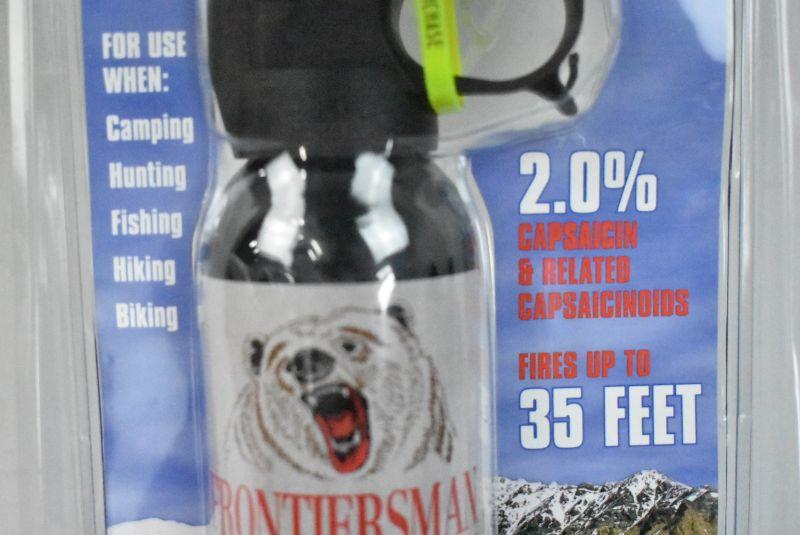 CHASE
FOR USE
WHEN:
Camping
Hunting
Fishing
Hiking
Biking
2.0%
CAPSAICIN
& RELATED
CAPSAICINOIDS
FIRES UP TO
35 FEET
FRONTIERSMAN